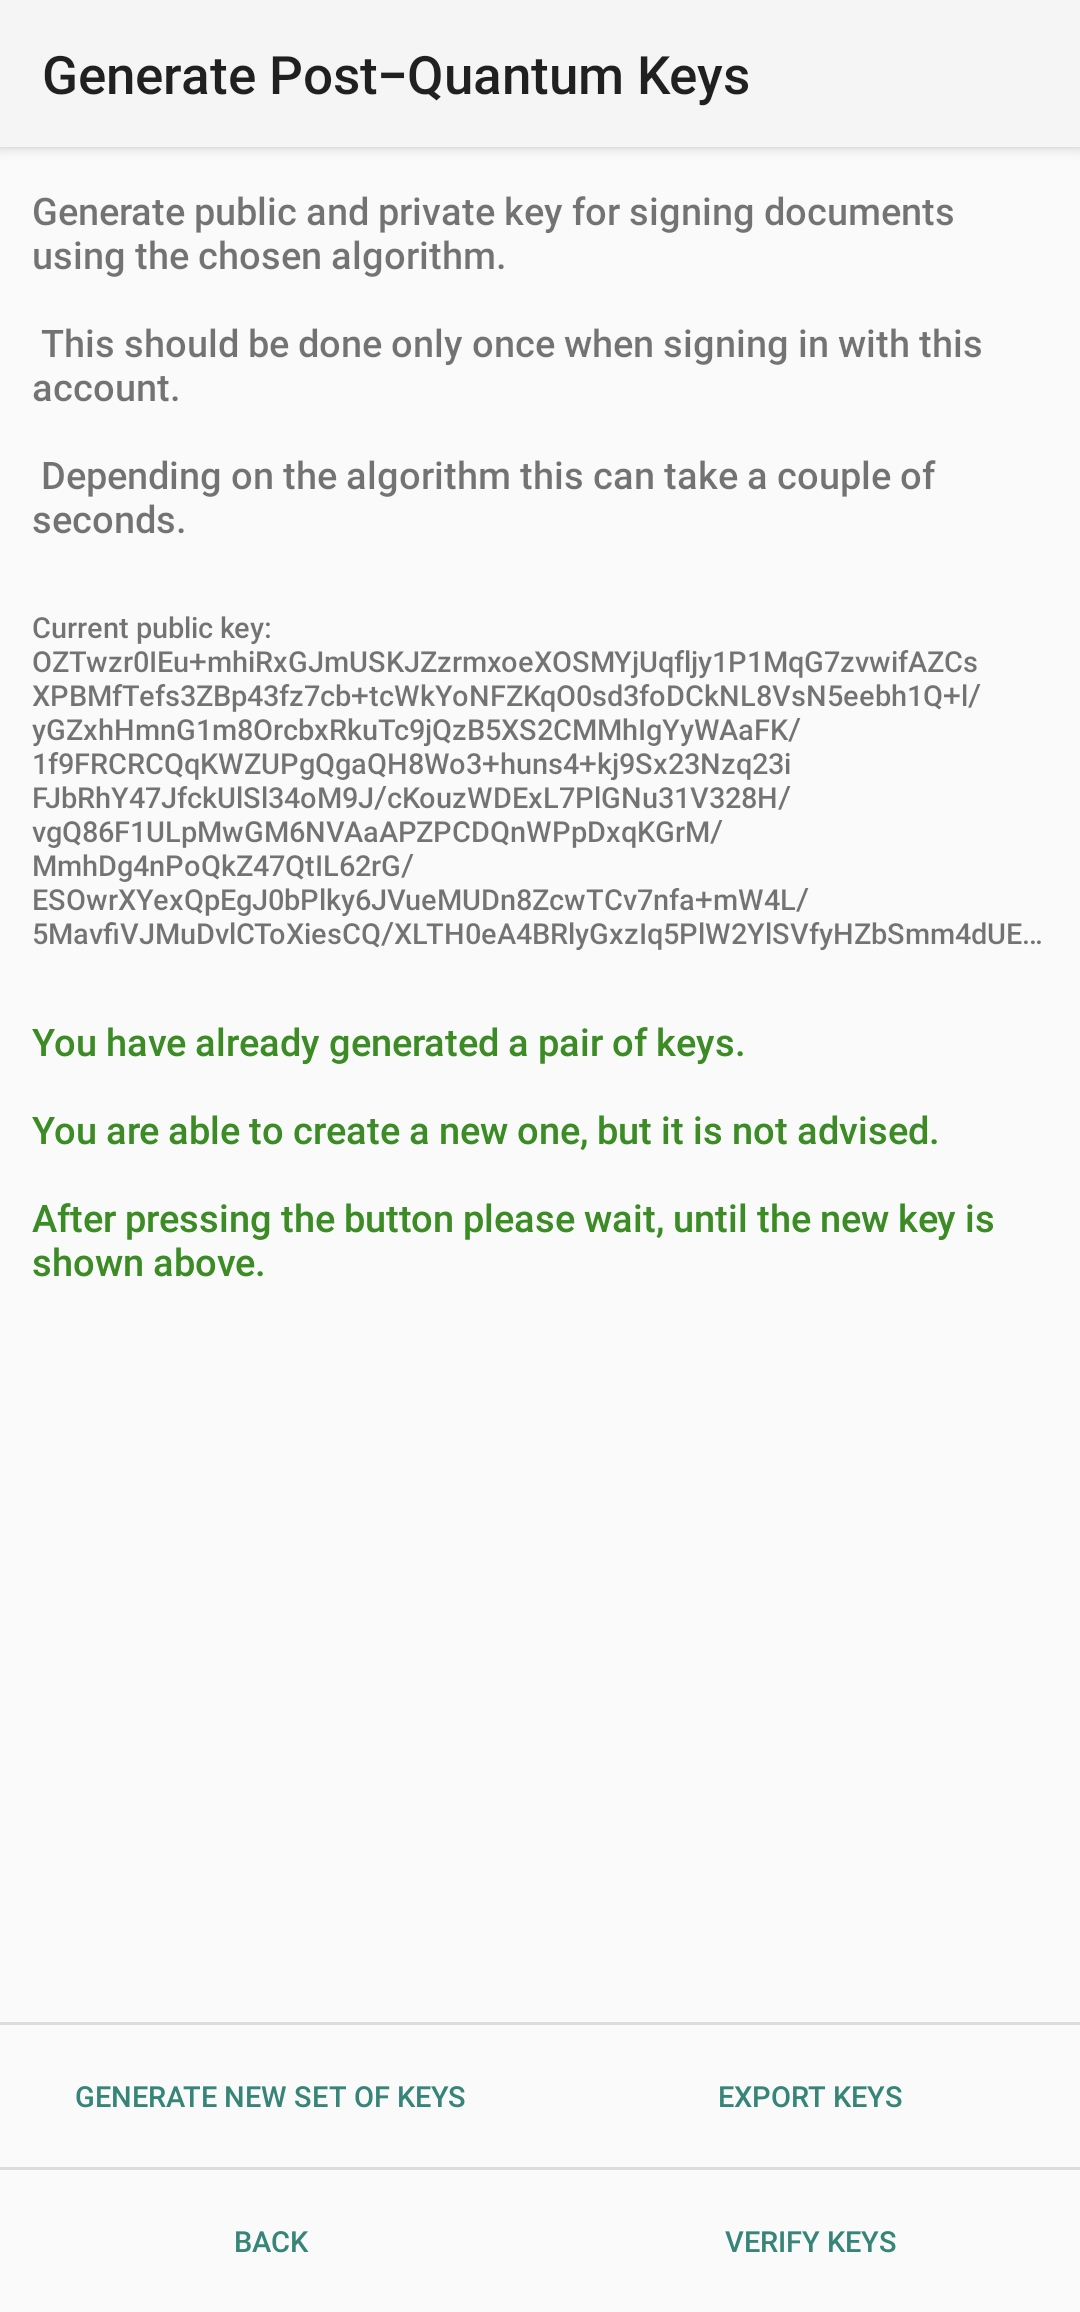 Generate Post-Quantum Keys
Generate public and private key for signing documents
using the chosen algorithm.
This should be done only once when signing in with this
account.
Depending on the algorithm this can take a couple of
seconds.
Current public key:
OZTwzr0IEu+mhiRxGJmUSKJZzrmxoeXOSMYjUqfljy1P1MqG7zvwifAZCs
XPBMfTefs3ZBp43fz7cb+tcWkYoNFZKqO0sd3foDCkNL8VsN5eebh1Q+l/
yGZxhHmnG1m8OrcbxRkuTc9jQzB5XS2CMMhIgYyWAaFK/
1f9FRCRCQqKWZUPgQgaQH8Wo3+huns4+kj9Sx23Nzq23i
FJbRhY47JfckUlSl34oM9J/cKouzWDExL7PlGNu31V328H/
vgQ86F1ULpMwGM6NVAaAPZPCDQnWPpDxqKGrM/
MmhDg4nPoQkZ47QtIL62rG/
ESOwrXYexQpEgJ0bPlky6JVueMUDn8ZcwTCv7nfa+mW4L/
5MavfiVJMuDvlCToXiesCQ/XLTH0eA4BRlyGxzIq5PlW2YlSVfyHZbSmm4dUE...
You have already generated a pair of keys.
You are able to create a new one, but it is not advised.
After pressing the button please wait, until the new key is
shown above.
GENERATE NEW SET OF KEYS
EXPORT KEYS
BACK
VERIFY KEYS